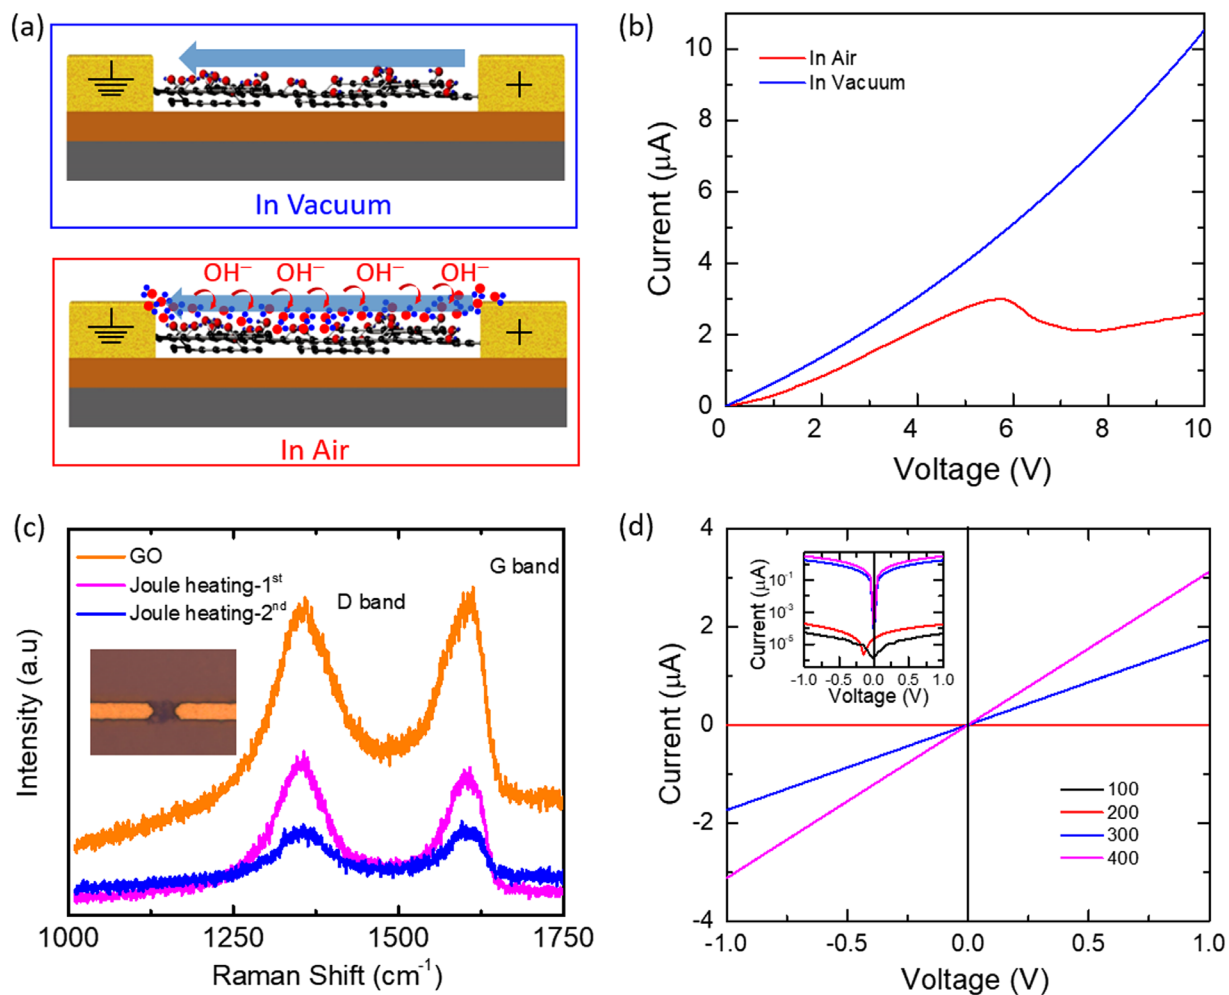 (a)
+
In Vacuum
OH⁻ OH⁻ OH⁻ OH⁻
+
In Air
(b)
In Air
In Vacuum
Current (µA)
10
8
6
4
2
0
0 2 4 6 8 10
Voltage (V)
(c)
GO
Joule heating-1st
Joule heating-2nd
D band
G band
Intensity (a.u)
1000 1250 1500 1750
Raman Shift (cm-1)
(d)
Current (µA)
4
2
0
-2
-4
-1.0 -0.5 0.0 0.5 1.0
Voltage (V)
Current (µA)
10-1
10-3
10-5
-1.0 -0.5 0.0 0.5 1.0
Voltage (V)
100
200
300
400